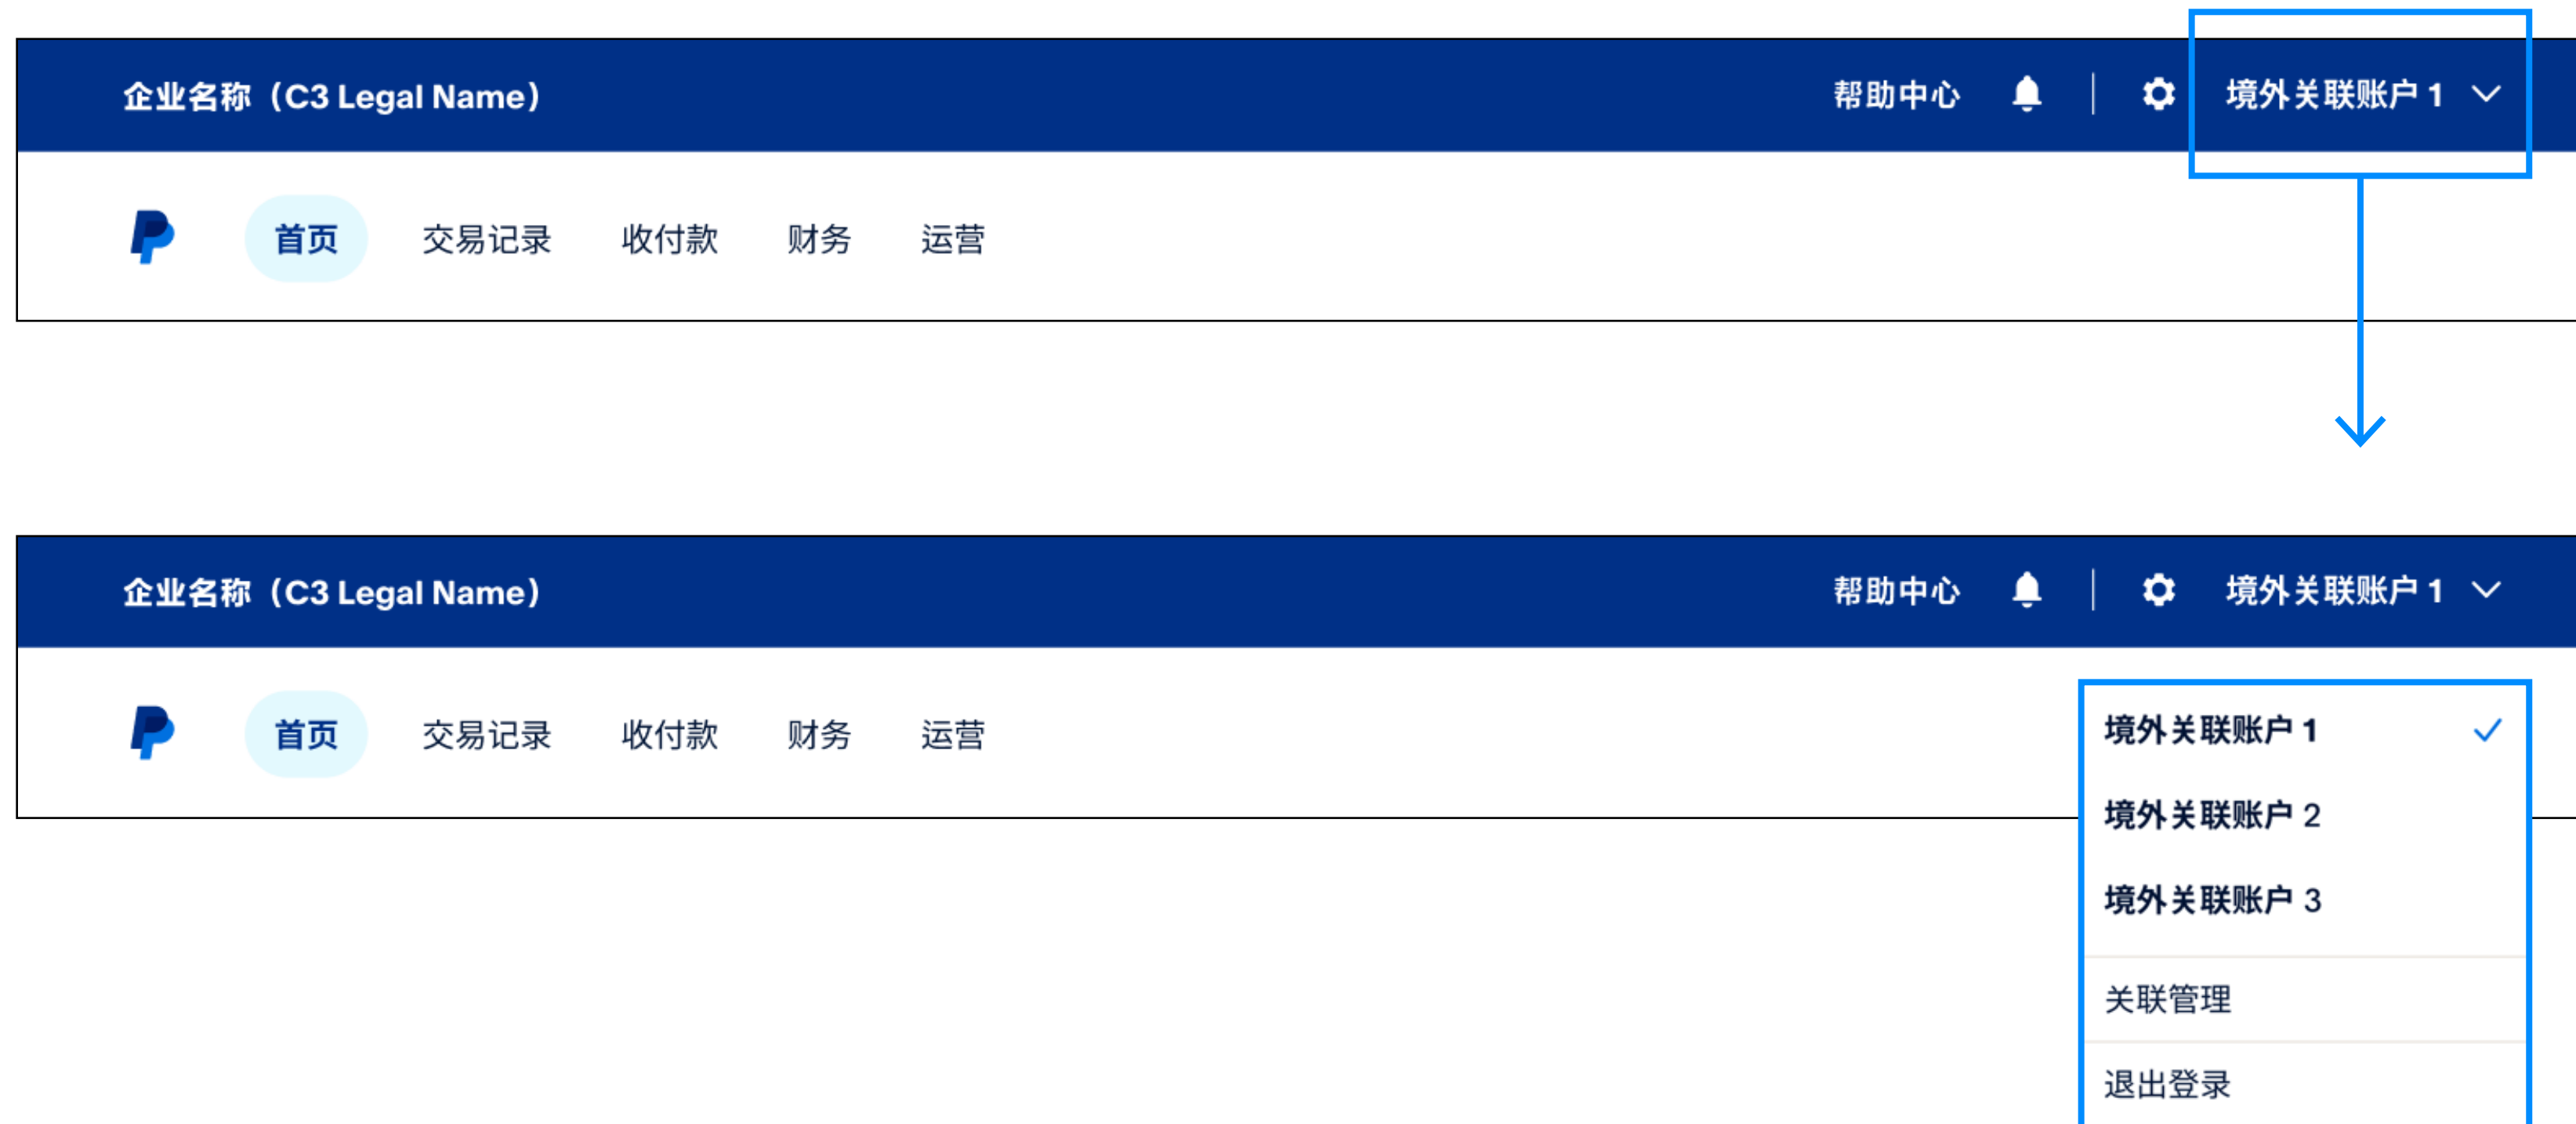 企业名称（C3 Legal Name） 帮助中心 境外关联账户 1
首页 交易记录 收付款 财务 运营
企业名称（C3 Legal Name） 帮助中心 境外关联账户 1
首页 交易记录 收付款 财务 运营
境外关联账户 1
境外关联账户 2
境外关联账户 3
关联管理
退出登录